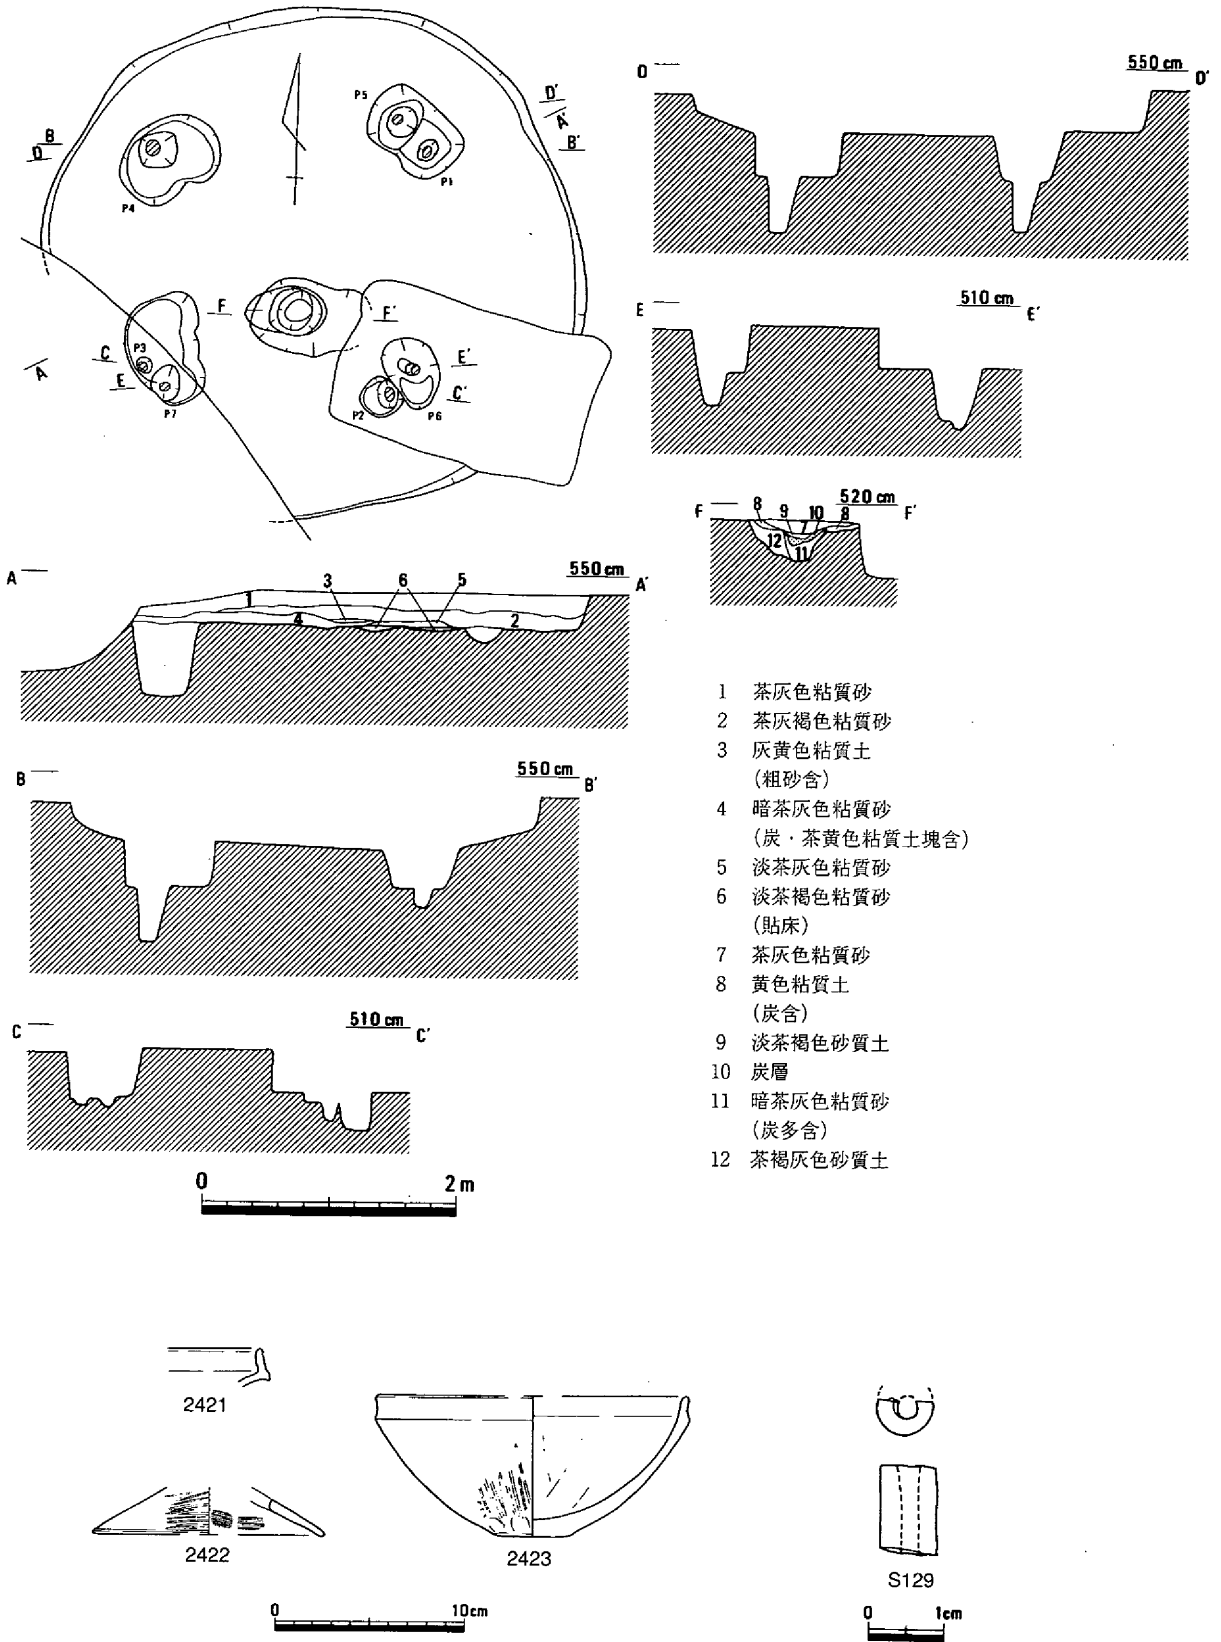 P5
P1
P4
B
D
D'
A'
B'
F
F'
P3
C
E
P7
A
E'
C'
P2
P6
D
550 cm
D'
E
510 cm
E'
F
8 9 10 8
520 cm
F'
7
12
11
A
3 6 5
550 cm
A'
1
4
2
B
550 cm
B'
C
510 cm
C'
0 2 m
1 茶灰色粘質砂
2 茶灰褐色粘質砂
3 灰黄色粘質土
(粗砂含)
4 暗茶灰色粘質砂
(炭・茶黄色粘質土塊含)
5 淡茶灰色粘質砂
6 淡茶褐色粘質砂
(貼床)
7 茶灰色粘質砂
8 黄色粘質土
(炭含)
9 淡茶褐色砂質土
10 炭層
11 暗茶灰色粘質砂
(炭多含)
12 茶褐灰色砂質土
2421
2422
2423
S129
0 10cm
0 1cm